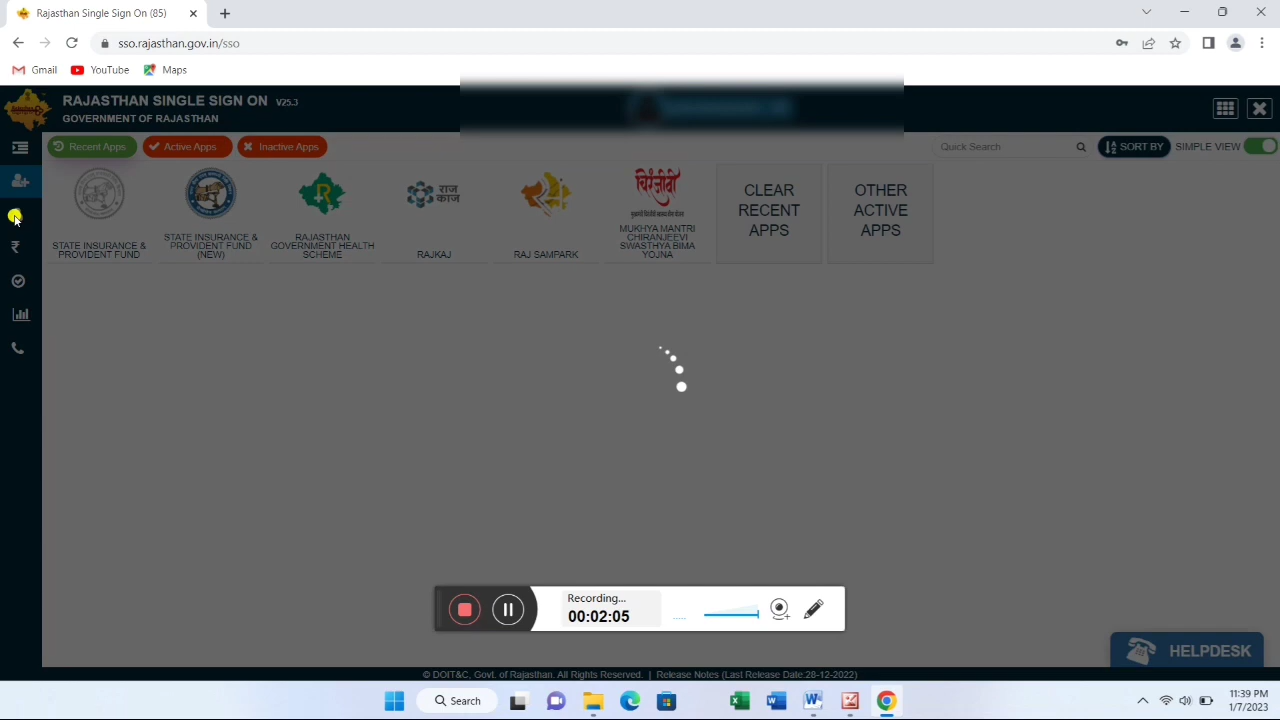 Rajasthan Single Sign On (85)
sso.rajasthan.gov.in/sso
Gmail
YouTube
Maps
RAJASTHAN SINGLE SIGN ON V25.3
GOVERNMENT OF RAJASTHAN
Recent Apps
Active Apps
Inactive Apps
Quick Search
SORT BY
SIMPLE VIEW
STATE INSURANCE &
PROVIDENT FUND
STATE INSURANCE &
PROVIDENT FUND
(NEW)
RAJASTHAN
GOVERNMENT HEALTH
SCHEME
राज
काज
RAJKAJ
RAJ SAMPARK
चिरंजीवी
MUKHYA MANTRI
CHIRANJEEVI
SWASTHYA BIMA
YOJNA
CLEAR
RECENT
APPS
OTHER
ACTIVE
APPS
Recording...
00:02:05
HELPDESK
© DOIT&C, Govt. of Rajasthan. All Rights Reserved. | Release Notes (Last Release Date:28-12-2022)
Search
11:39 PM
1/7/2023